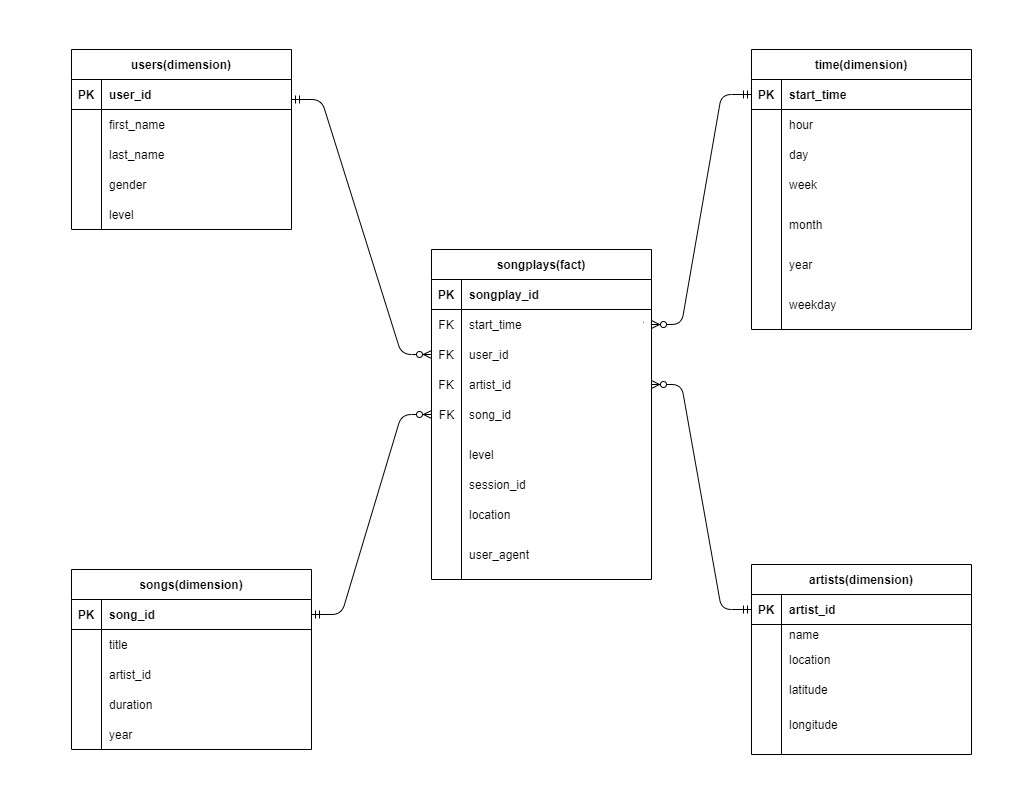 users(dimension)
PK user_id
first_name
last_name
gender
level
time(dimension)
PK start_time
hour
day
week
month
year
weekday
songplays(fact)
PK songplay_id
FK start_time
FK user_id
FK artist_id
FK song_id
level
session_id
location
user_agent
songs(dimension)
PK song_id
title
artist_id
duration
year
artists(dimension)
PK artist_id
name
location
latitude
longitude